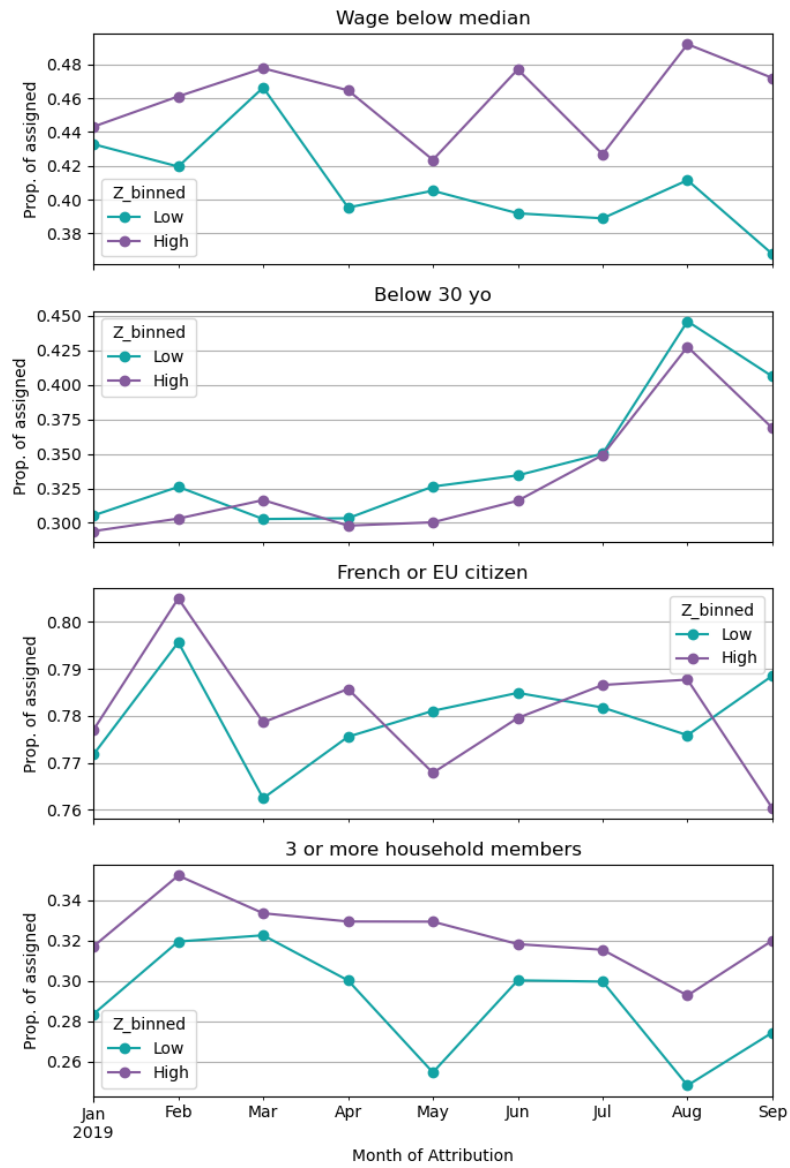 Wage below median
Prop. of assigned
0.48
0.46
0.44
0.42
0.40
0.38
Z_binned
Low
High
Below 30 yo
Prop. of assigned
0.450
0.425
0.400
0.375
0.350
0.325
0.300
Z_binned
Low
High
French or EU citizen
Prop. of assigned
0.80
0.79
0.78
0.77
0.76
Z_binned
Low
High
3 or more household members
Prop. of assigned
0.34
0.32
0.30
0.28
0.26
Z_binned
Low
High
Jan Feb Mar Apr May Jun Jul Aug Sep
2019
Month of Attribution